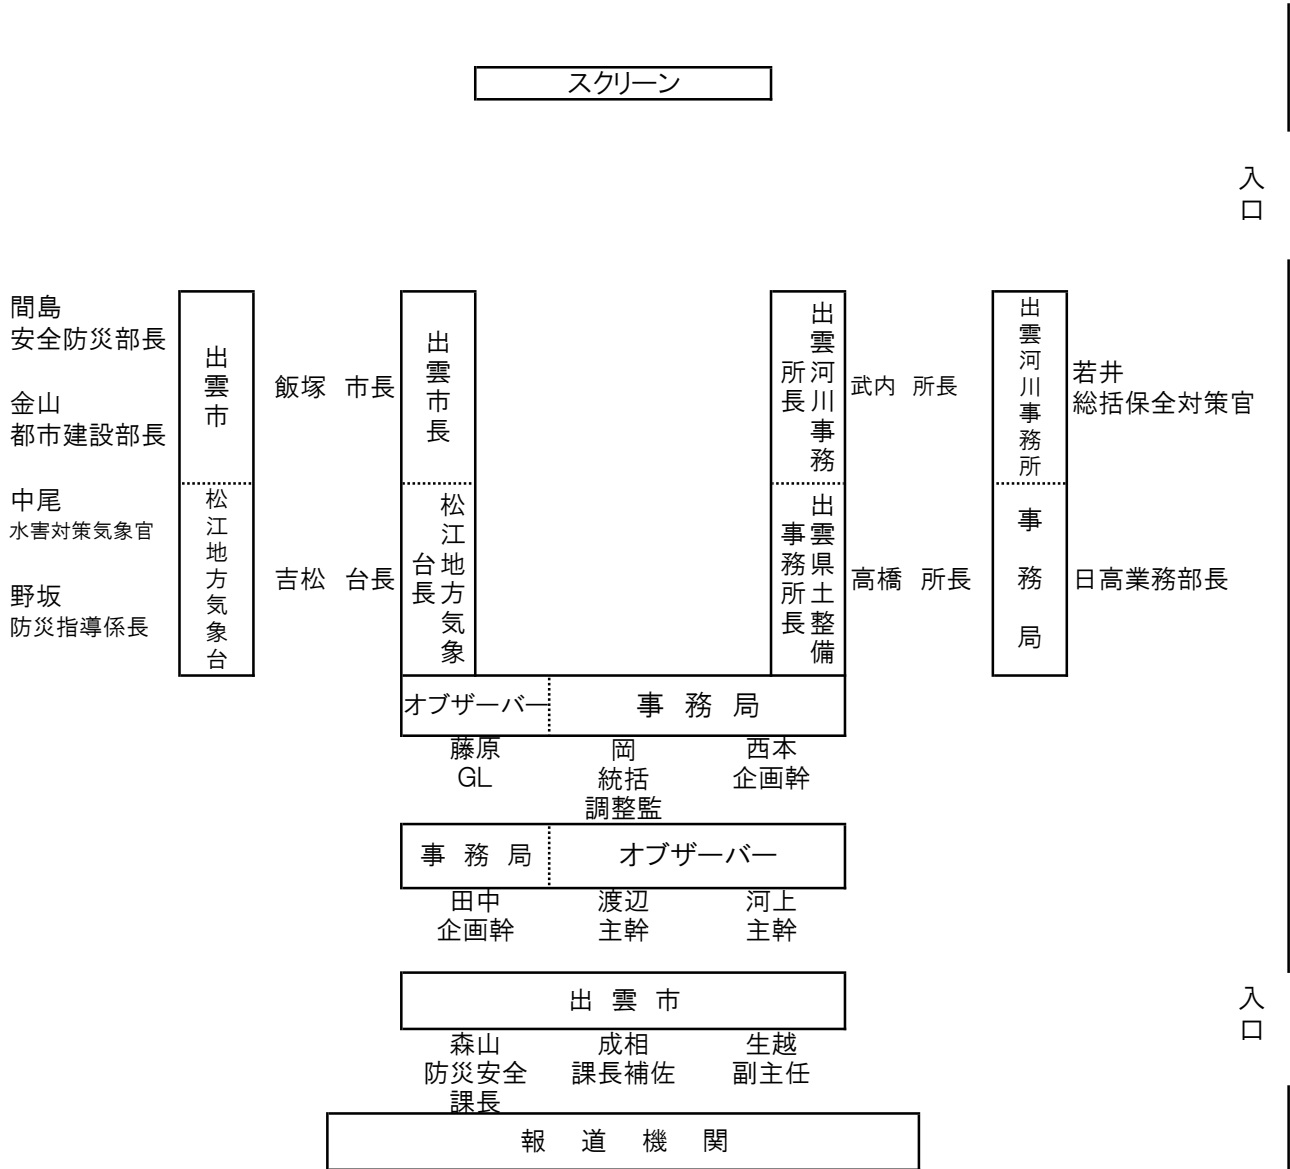 スクリーン
入口
間島
安全防災部長
金山
都市建設部長
出雲市
飯塚 市長
出雲市長
出雲河川事務所長
武内 所長
出雲河川事務所
若井
総括保全対策官
中尾
水害対策気象官
野坂
防災指導係長
松江地方気象台
吉松 台長
松江地方気象台長
出雲県土整備事務所長
高橋 所長
事務局
日高業務部長
オブザーバー
事 務 局
藤原
GL
岡
統括
調整監
西本
企画幹
事 務 局
オブザーバー
田中
企画幹
渡辺
主幹
河上
主幹
出 雲 市
入口
森山
防災安全
課長
成相
課長補佐
生越
副主任
報 道 機 関